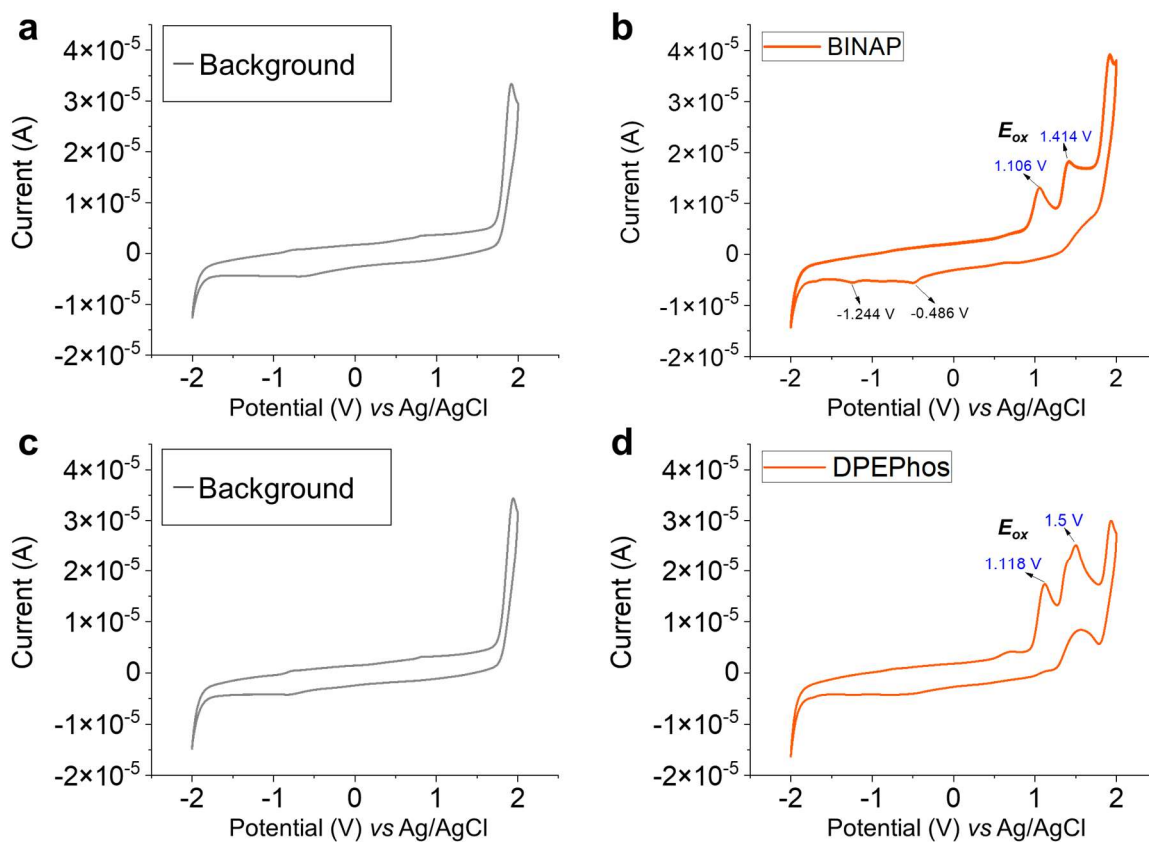 a
Background
4×10-5
3×10-5
2×10-5
1×10-5
0
-1×10-5
-2×10-5
Current (A)
-2
-1
0
1
2
Potential (V) vs Ag/AgCl
b
BINAP
Eox
1.414 V
1.106 V
-1.244 V
-0.486 V
4×10-5
3×10-5
2×10-5
1×10-5
0
-1×10-5
-2×10-5
Current (A)
-2
-1
0
1
2
Potential (V) vs Ag/AgCl
c
Background
4×10-5
3×10-5
2×10-5
1×10-5
0
-1×10-5
-2×10-5
Current (A)
-2
-1
0
1
2
Potential (V) vs Ag/AgCl
d
DPEPhos
Eox
1.5 V
1.118 V
4×10-5
3×10-5
2×10-5
1×10-5
0
-1×10-5
-2×10-5
Current (A)
-2
-1
0
1
2
Potential (V) vs Ag/AgCl